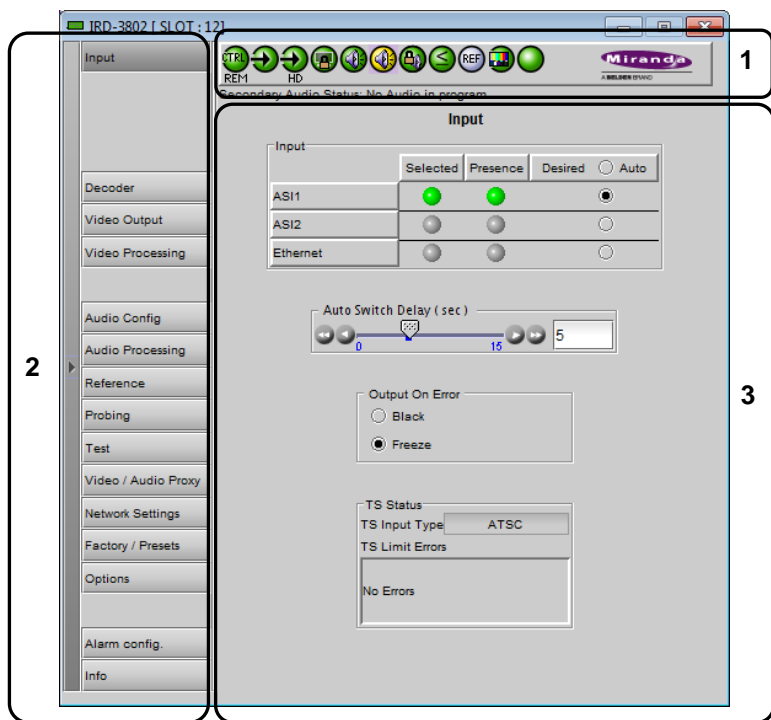 IRD-3802 [ SLOT : 12]
Input
Decoder
Video Output
Video Processing
Audio Config
Audio Processing
Reference
Probing
Test
Video / Audio Proxy
Network Settings
Factory / Presets
Options
Alarm config.
Info
2
CTRL
REM
HD
REF
Miranda
A BELDEN BRAND
1
Secondary Audio Status: No Audio in program
Input
Input
Selected Presence Desired Auto
ASI1
ASI2
Ethernet
Auto Switch Delay ( sec )
0 15 5
Output On Error
Black
Freeze
TS Status
TS Input Type ATSC
TS Limit Errors
No Errors
3